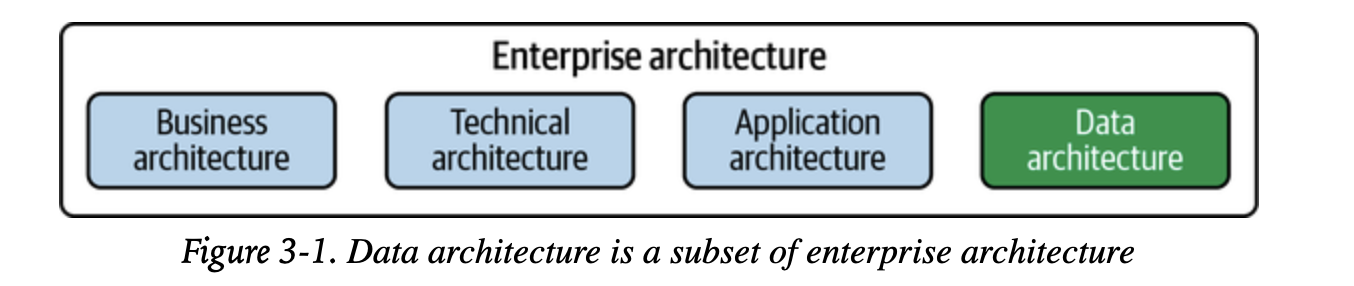 Enterprise architecture
Business
architecture
Technical
architecture
Application
architecture
Data
architecture
Figure 3-1. Data architecture is a subset of enterprise architecture